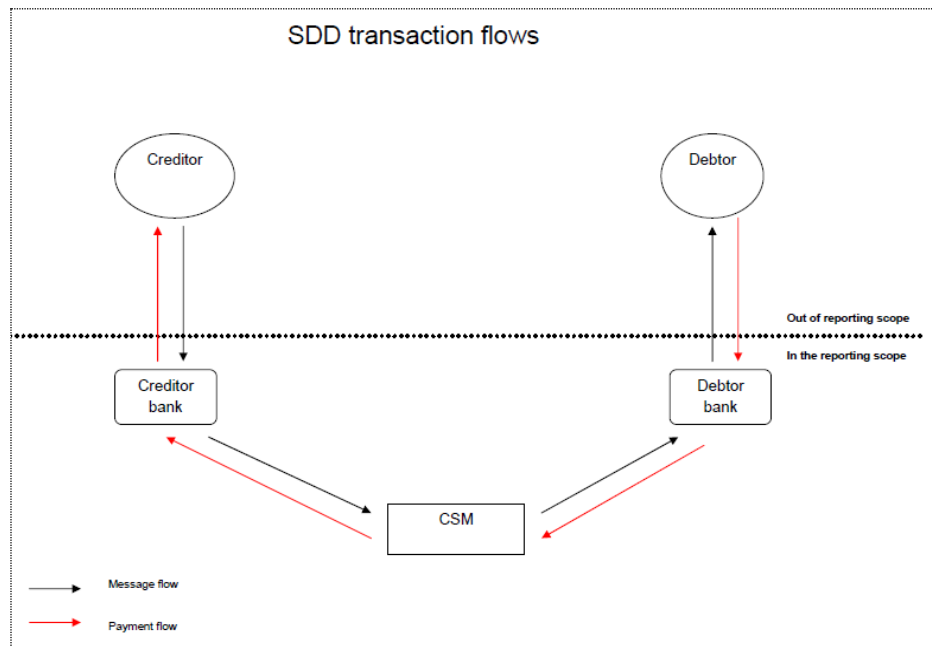 SDD transaction flows
Creditor
Debtor
Out of reporting scope
In the reporting scope
Creditor
bank
Debtor
bank
CSM
Message flow
Payment flow